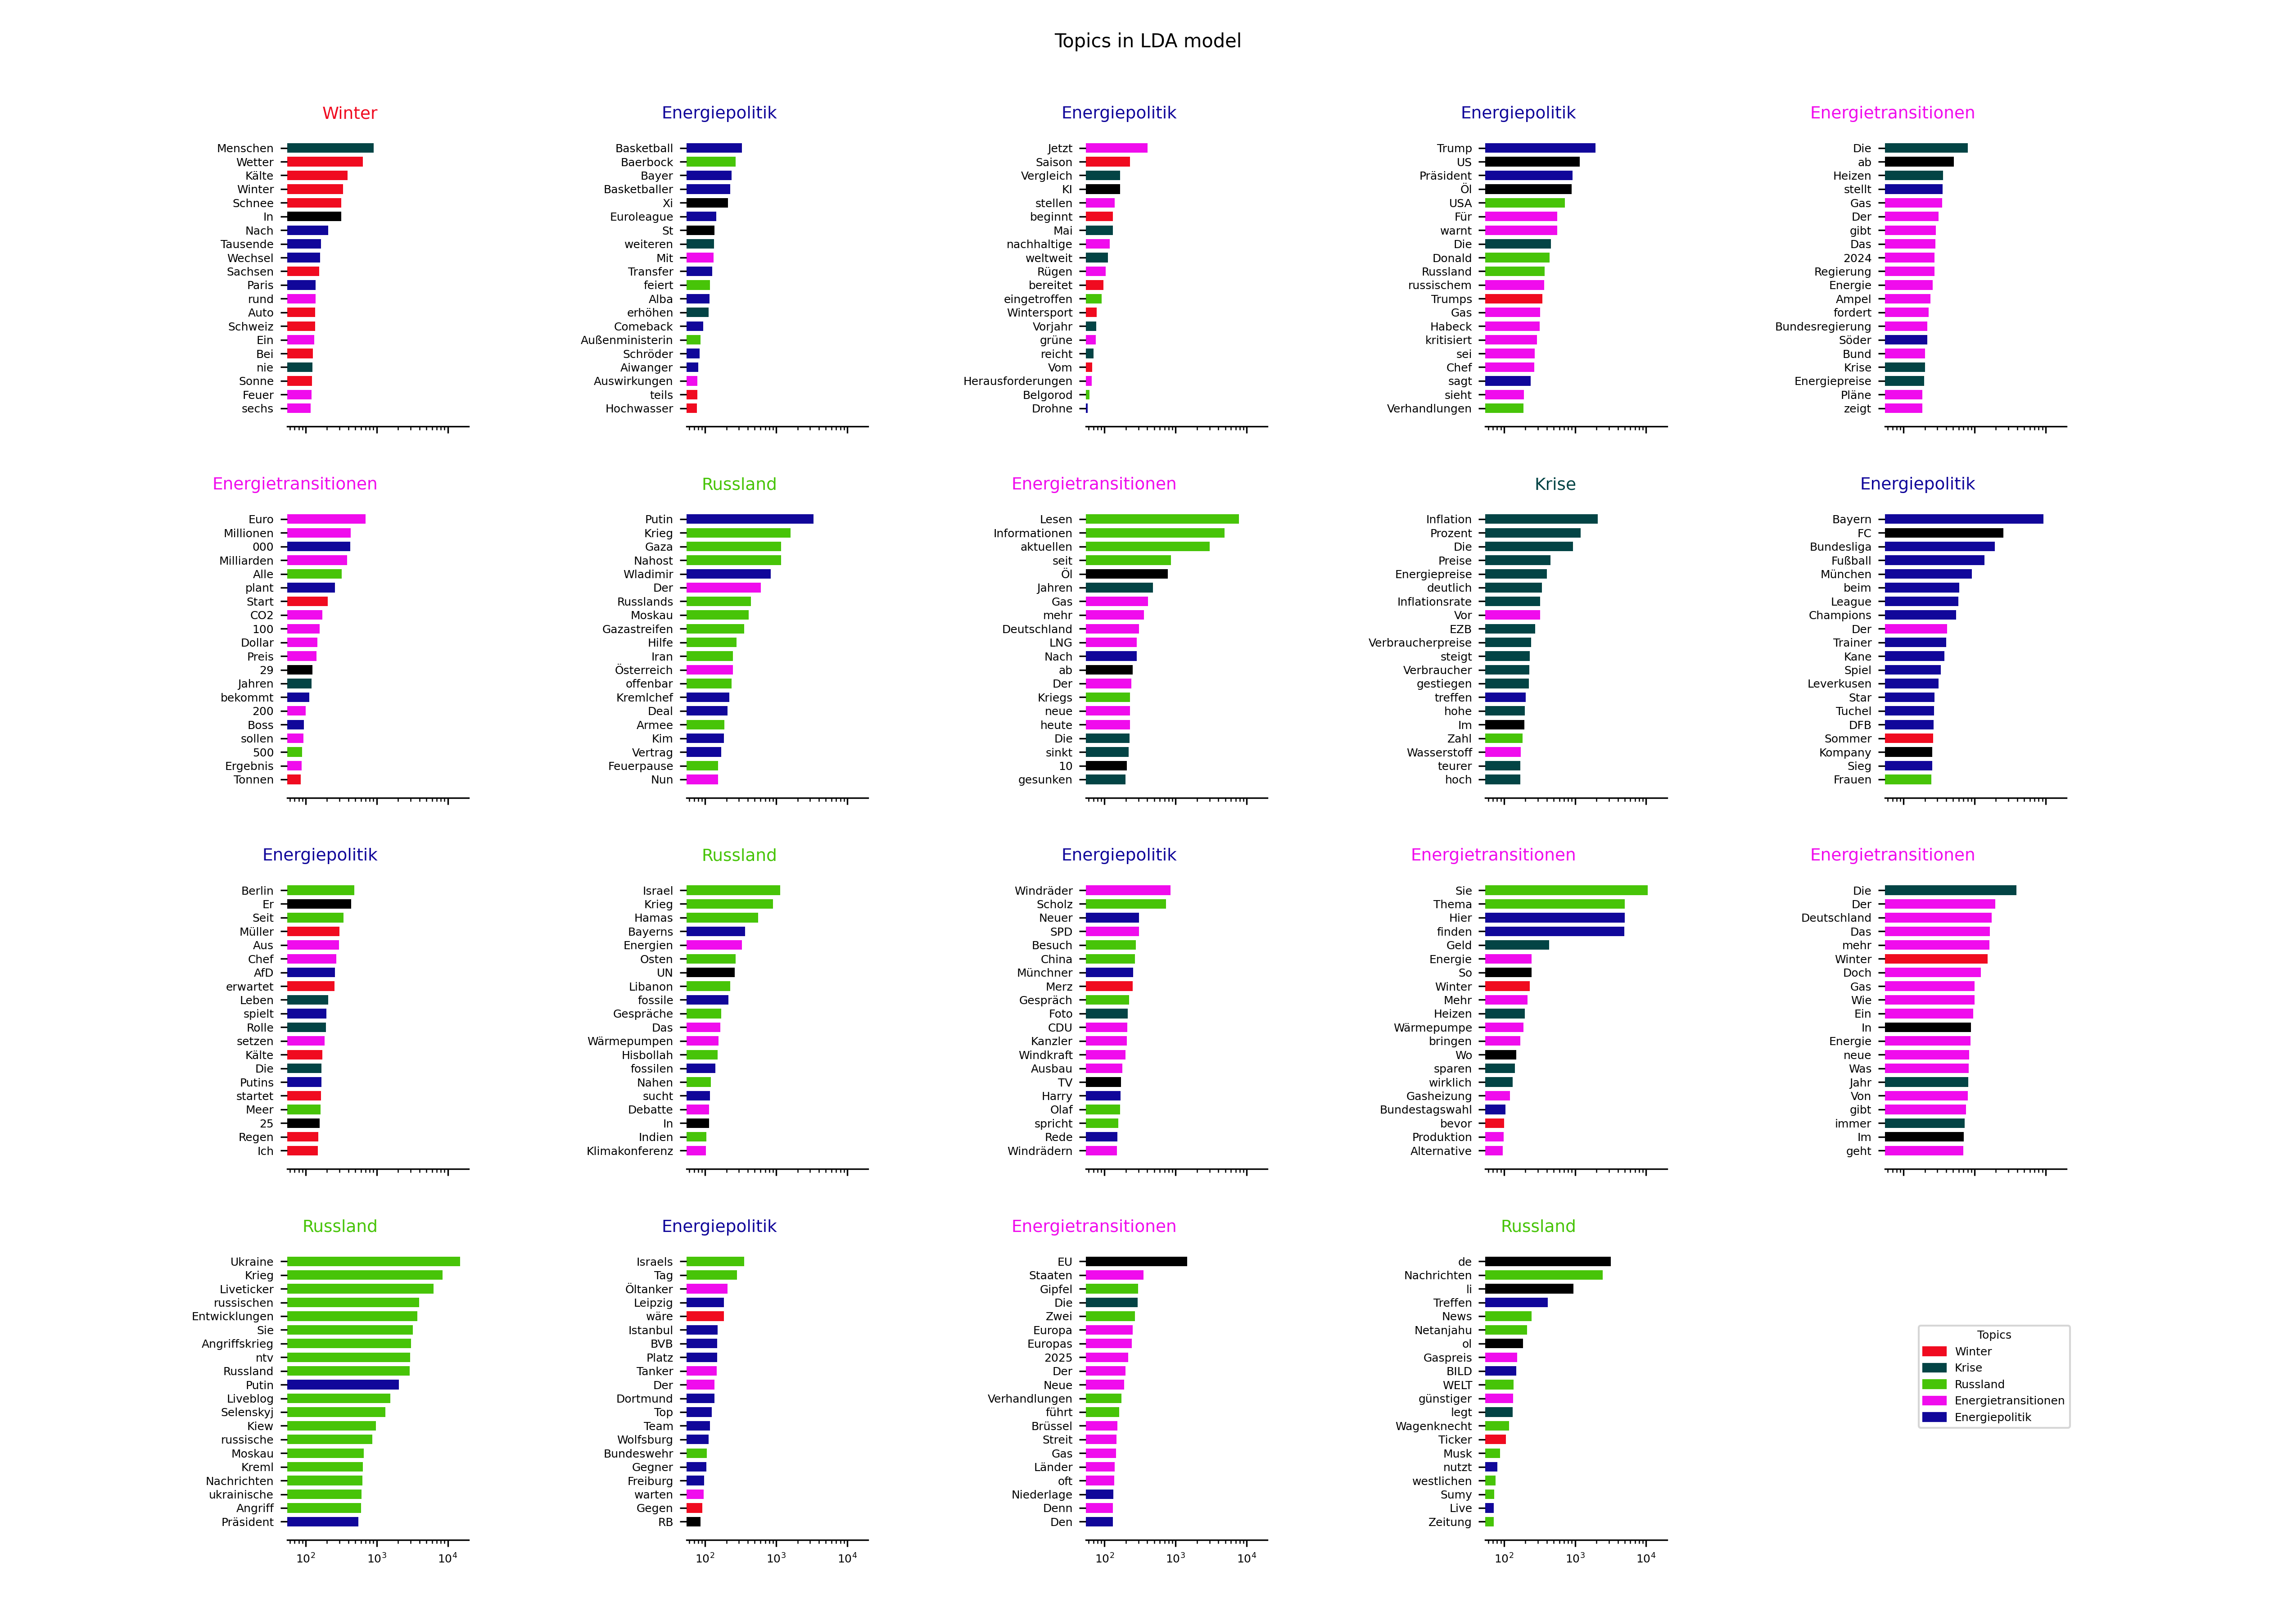 Topics in LDA model
Winter
Menschen
Wetter
Kälte
Winter
Schnee
In
Nach
Tausende
Wechsel
Sachsen
Paris
rund
Auto
Schweiz
Ein
Bei
nie
Sonne
Feuer
sechs
Energiepolitik
Basketball
Baerbock
Bayer
Basketballer
Xi
Euroleague
St
weiteren
Mit
Transfer
feiert
Alba
erhöhen
Comeback
Außenministerin
Schröder
Aiwanger
Auswirkungen
teils
Hochwasser
Energiepolitik
Jetzt
Saison
Vergleich
KI
stellen
beginnt
Mai
nachhaltige
weltweit
Rügen
bereitet
eingetroffen
Wintersport
Vorjahr
grüne
reicht
Vom
Herausforderungen
Belgorod
Drohne
Energiepolitik
Trump
US
Präsident
Öl
USA
Für
warnt
Die
Donald
Russland
russischem
Trumps
Gas
Habeck
kritisiert
sei
Chef
sagt
sieht
Verhandlungen
Energietransitionen
Die
ab
Heizen
stellt
Gas
Der
gibt
Das
2024
Regierung
Energie
Ampel
fordert
Bundesregierung
Söder
Bund
Krise
Energiepreise
Pläne
zeigt
Energietransitionen
Euro
Millionen
000
Milliarden
Alle
plant
Start
CO2
100
Dollar
Preis
29
Jahren
bekommt
200
Boss
sollen
500
Ergebnis
Tonnen
Russland
Putin
Krieg
Gaza
Nahost
Wladimir
Der
Russlands
Moskau
Gazastreifen
Hilfe
Iran
Österreich
offenbar
Kremlchef
Deal
Armee
Kim
Vertrag
Feuerpause
Nun
Energietransitionen
Lesen
Informationen
aktuellen
seit
Öl
Jahren
Gas
mehr
Deutschland
LNG
Nach
ab
Der
Kriegs
neue
heute
Die
sinkt
10
gesunken
Krise
Inflation
Prozent
Die
Preise
Energiepreise
deutlich
Inflationsrate
Vor
EZB
Verbraucherpreise
steigt
Verbraucher
gestiegen
treffen
hohe
Im
Zahl
Wasserstoff
teurer
hoch
Energiepolitik
Bayern
FC
Bundesliga
Fußball
München
beim
League
Champions
Der
Trainer
Kane
Spiel
Leverkusen
Star
Tuchel
DFB
Sommer
Kompany
Sieg
Frauen
Energiepolitik
Berlin
Er
Seit
Müller
Aus
Chef
AfD
erwartet
Leben
spielt
Rolle
setzen
Kälte
Die
Putins
startet
Meer
25
Regen
Ich
Russland
Israel
Krieg
Hamas
Bayerns
Energien
Osten
UN
Libanon
fossile
Gespräche
Das
Wärmepumpen
Hisbollah
fossilen
Nahen
sucht
Debatte
In
Indien
Klimakonferenz
Energiepolitik
Windräder
Scholz
Neuer
SPD
Besuch
China
Münchner
Merz
Gespräch
Foto
CDU
Kanzler
Windkraft
Ausbau
TV
Harry
Olaf
spricht
Rede
Windrädern
Energietransitionen
Sie
Thema
Hier
finden
Geld
Energie
So
Winter
Mehr
Heizen
Wärmepumpe
bringen
Wo
sparen
wirklich
Gasheizung
Bundestagswahl
bevor
Produktion
Alternative
Energietransitionen
Die
Der
Deutschland
Das
mehr
Winter
Doch
Gas
Wie
Ein
In
Energie
neue
Was
Jahr
Von
gibt
immer
Im
geht
Russland
Ukraine
Krieg
Liveticker
russischen
Entwicklungen
Sie
Angriffskrieg
ntv
Russland
Putin
Liveblog
Selenskyj
Kiew
russische
Moskau
Kreml
Nachrichten
ukrainische
Angriff
Präsident
10² 10³ 10⁴
Energiepolitik
Israels
Tag
Öltanker
Leipzig
wäre
Istanbul
BVB
Platz
Tanker
Der
Dortmund
Top
Team
Wolfsburg
Bundeswehr
Gegner
Freiburg
warten
Gegen
RB
10² 10³ 10⁴
Energietransitionen
EU
Staaten
Gipfel
Die
Zwei
Europa
Europas
2025
Der
Neue
Verhandlungen
führt
Brüssel
Streit
Gas
Länder
oft
Niederlage
Denn
Den
10² 10³ 10⁴
Russland
de
Nachrichten
li
Treffen
News
Netanjahu
ol
Gaspreis
BILD
WELT
günstiger
legt
Wagenknecht
Ticker
Musk
nutzt
westlichen
Sumy
Live
Zeitung
10² 10³ 10⁴
Topics
Winter
Krise
Russland
Energietransitionen
Energiepolitik